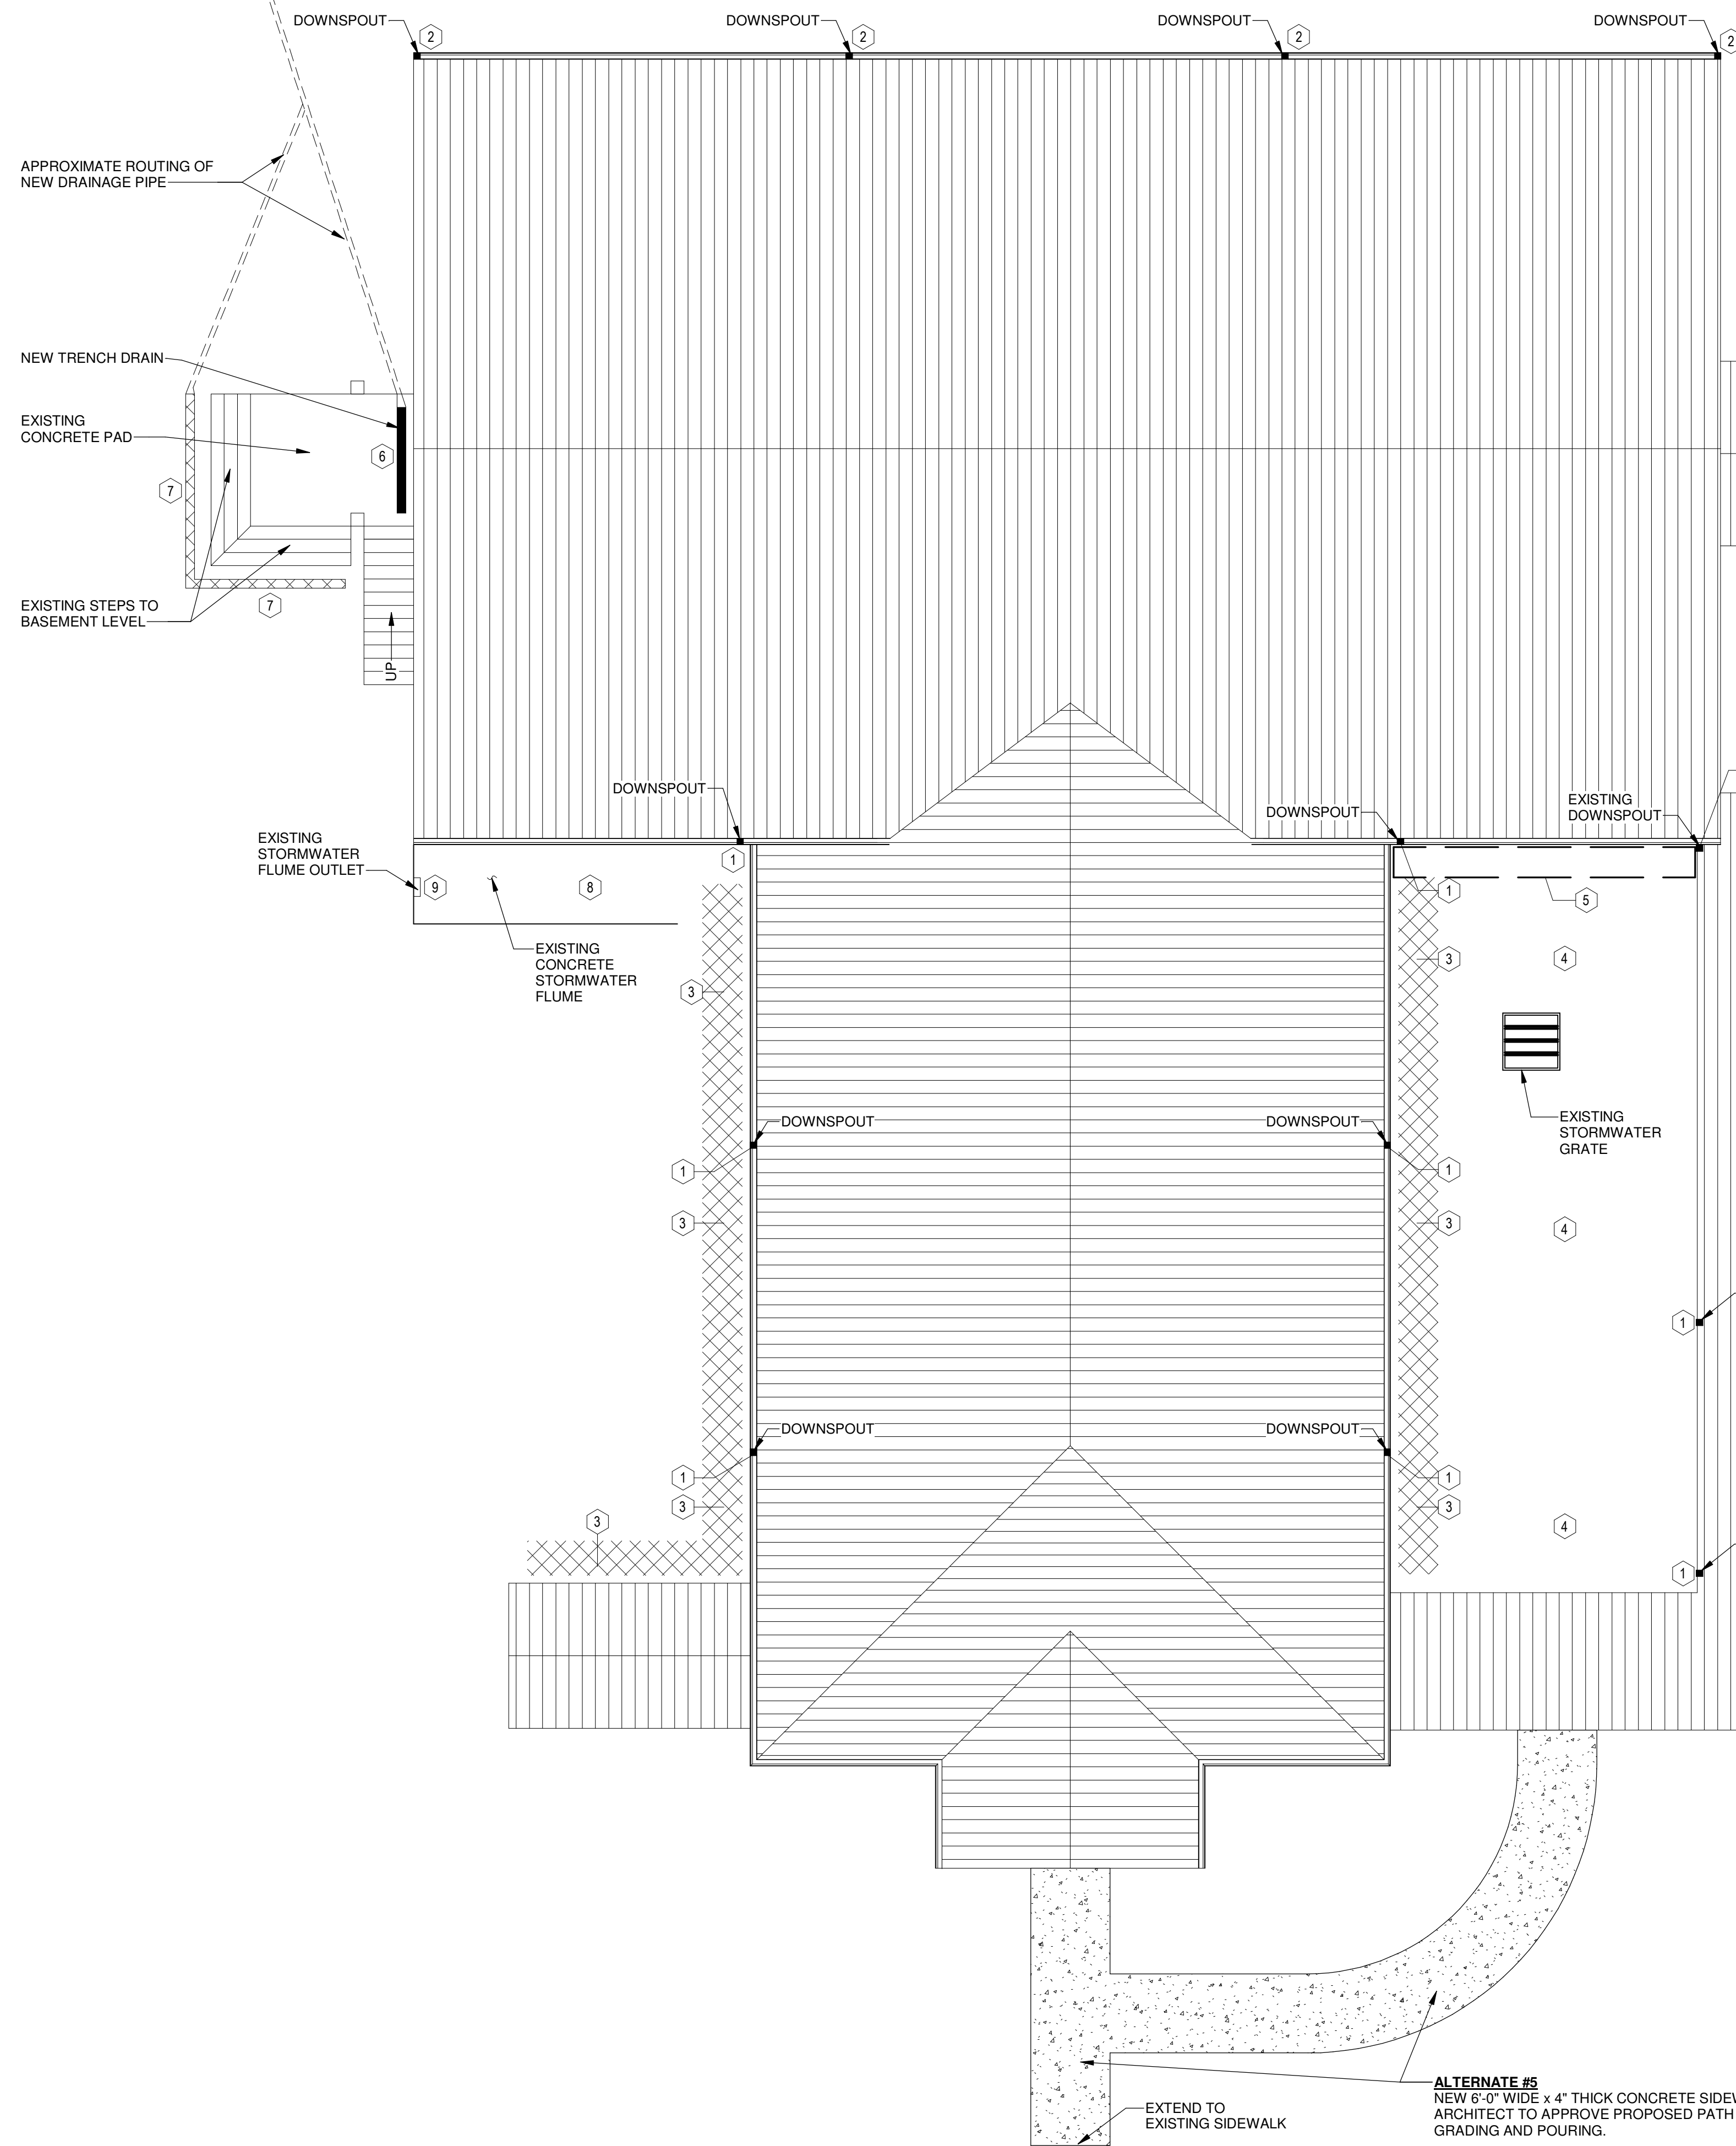 DOWNSPOUT
2
DOWNSPOUT
2
DOWNSPOUT
2
DOWNSPOUT
2
APPROXIMATE ROUTING OF
NEW DRAINAGE PIPE
NEW TRENCH DRAIN
EXISTING
CONCRETE PAD
6
7
EXISTING STEPS TO
BASEMENT LEVEL
7
UP
DOWNSPOUT
DOWNSPOUT
EXISTING
DOWNSPOUT
EXISTING
STORMWATER
FLUME OUTLET
1
9
8
1
5
EXISTING
CONCRETE
STORMWATER
FLUME
3
3
4
EXISTING
STORMWATER
GRATE
DOWNSPOUT
DOWNSPOUT
1
1
3
3
4
1
DOWNSPOUT
DOWNSPOUT
1
1
3
3
3
4
1
ALTERNATE #5
NEW 6'-0" WIDE x 4" THICK CONCRETE
ARCHITECT TO APPROVE PROPOSED PATH
GRADING AND POURING.
EXTEND TO
EXISTING SIDEWALK